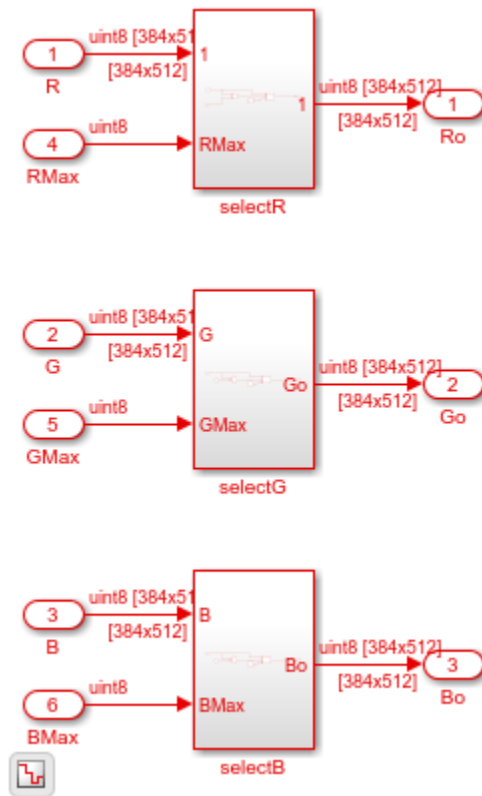 uint8 [384x51
1
R
[384x512]
1
uint8 [384x512]
1
Ro
[384x512]
4
RMax
uint8
RMax
selectR
uint8 [384x51
2
G
[384x512]
G
uint8 [384x512]
Go
2
Go
[384x512]
5
GMax
uint8
GMax
selectG
uint8 [384x51
3
B
[384x512]
B
uint8 [384x512]
Bo
3
Bo
[384x512]
6
BMax
uint8
BMax
selectB